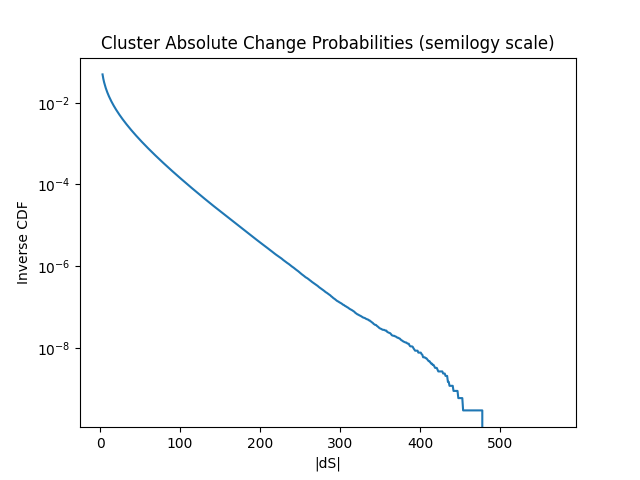 Cluster Absolute Change Probabilities (semilogy scale)
Inverse CDF
10⁻²
10⁻⁴
10⁻⁶
10⁻⁸
0 100 200 300 400 500
|dS|